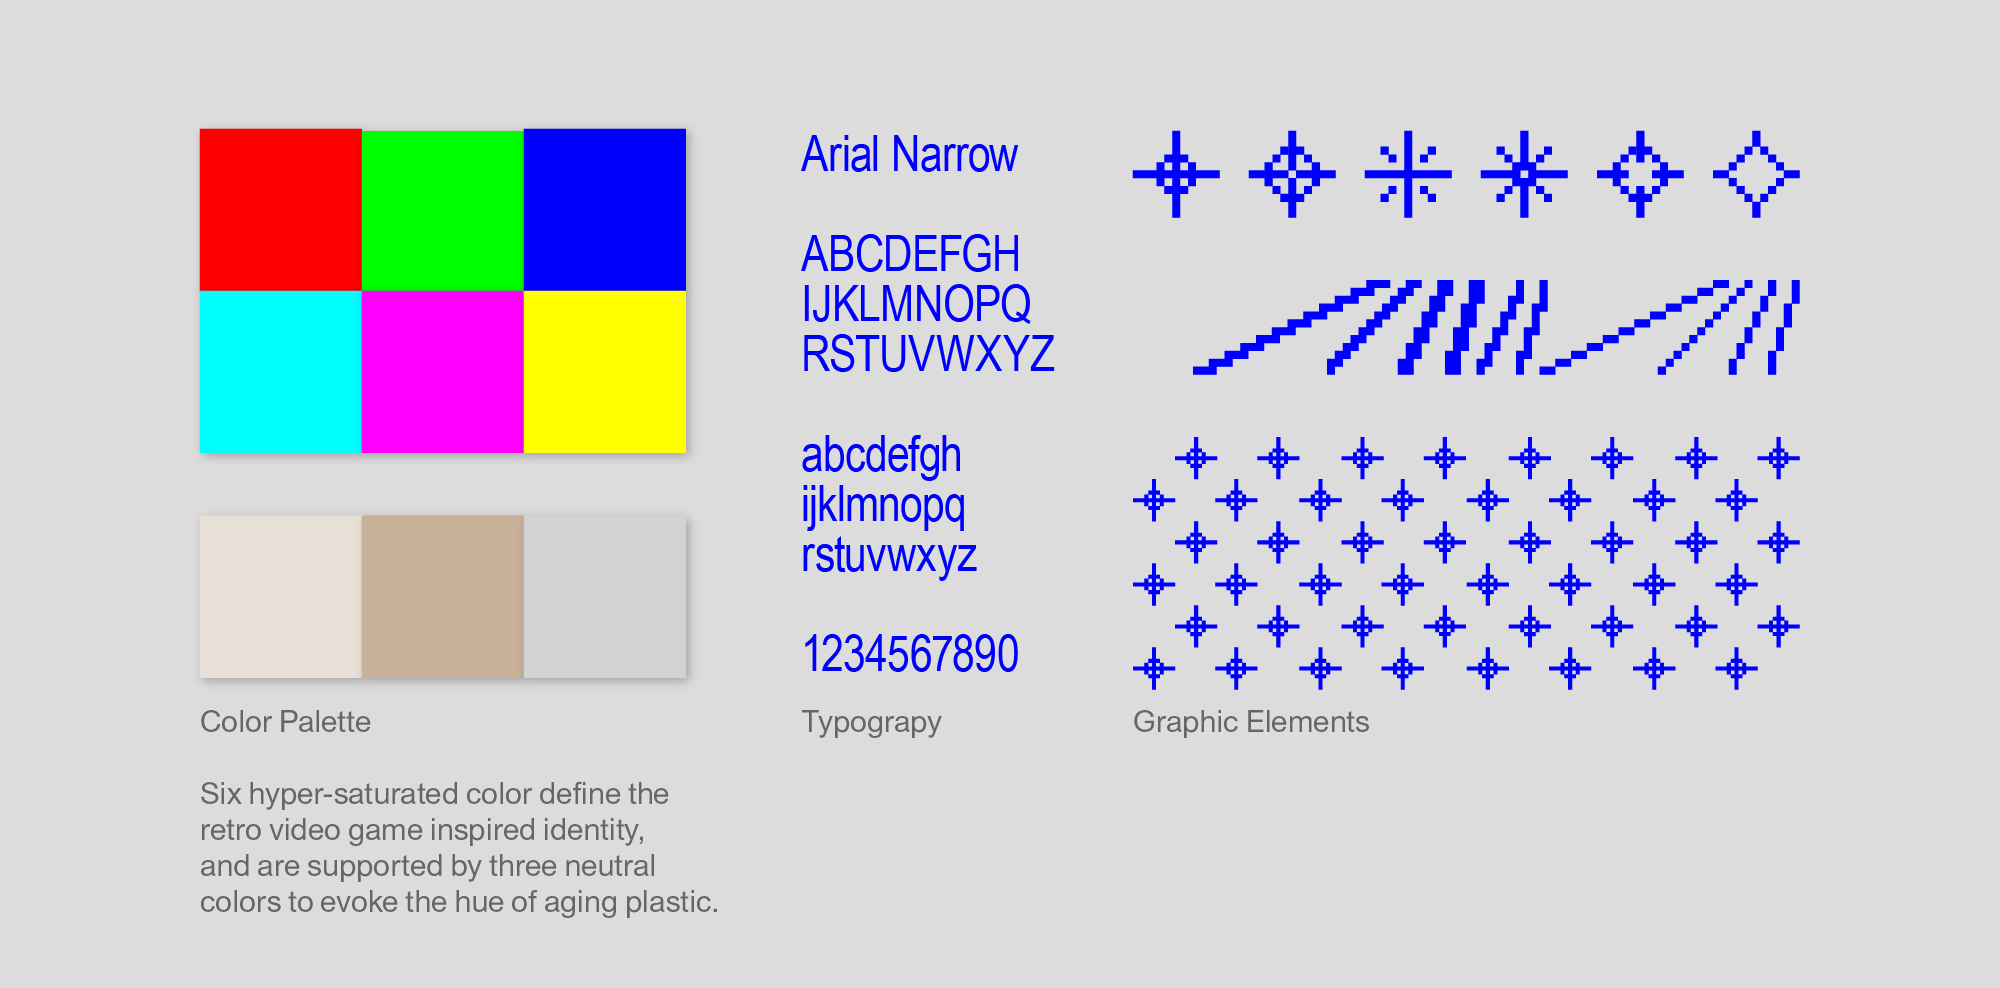 Arial Narrow
ABCDEFGH
IJKLMNOPQ
RSTUVWXYZ
abcdefgh
ijklmnopq
rstuvwxyz
1234567890
Color Palette
Typograpy
Graphic Elements
Six hyper-saturated color define the
retro video game inspired identity,
and are supported by three neutral
colors to evoke the hue of aging plastic.